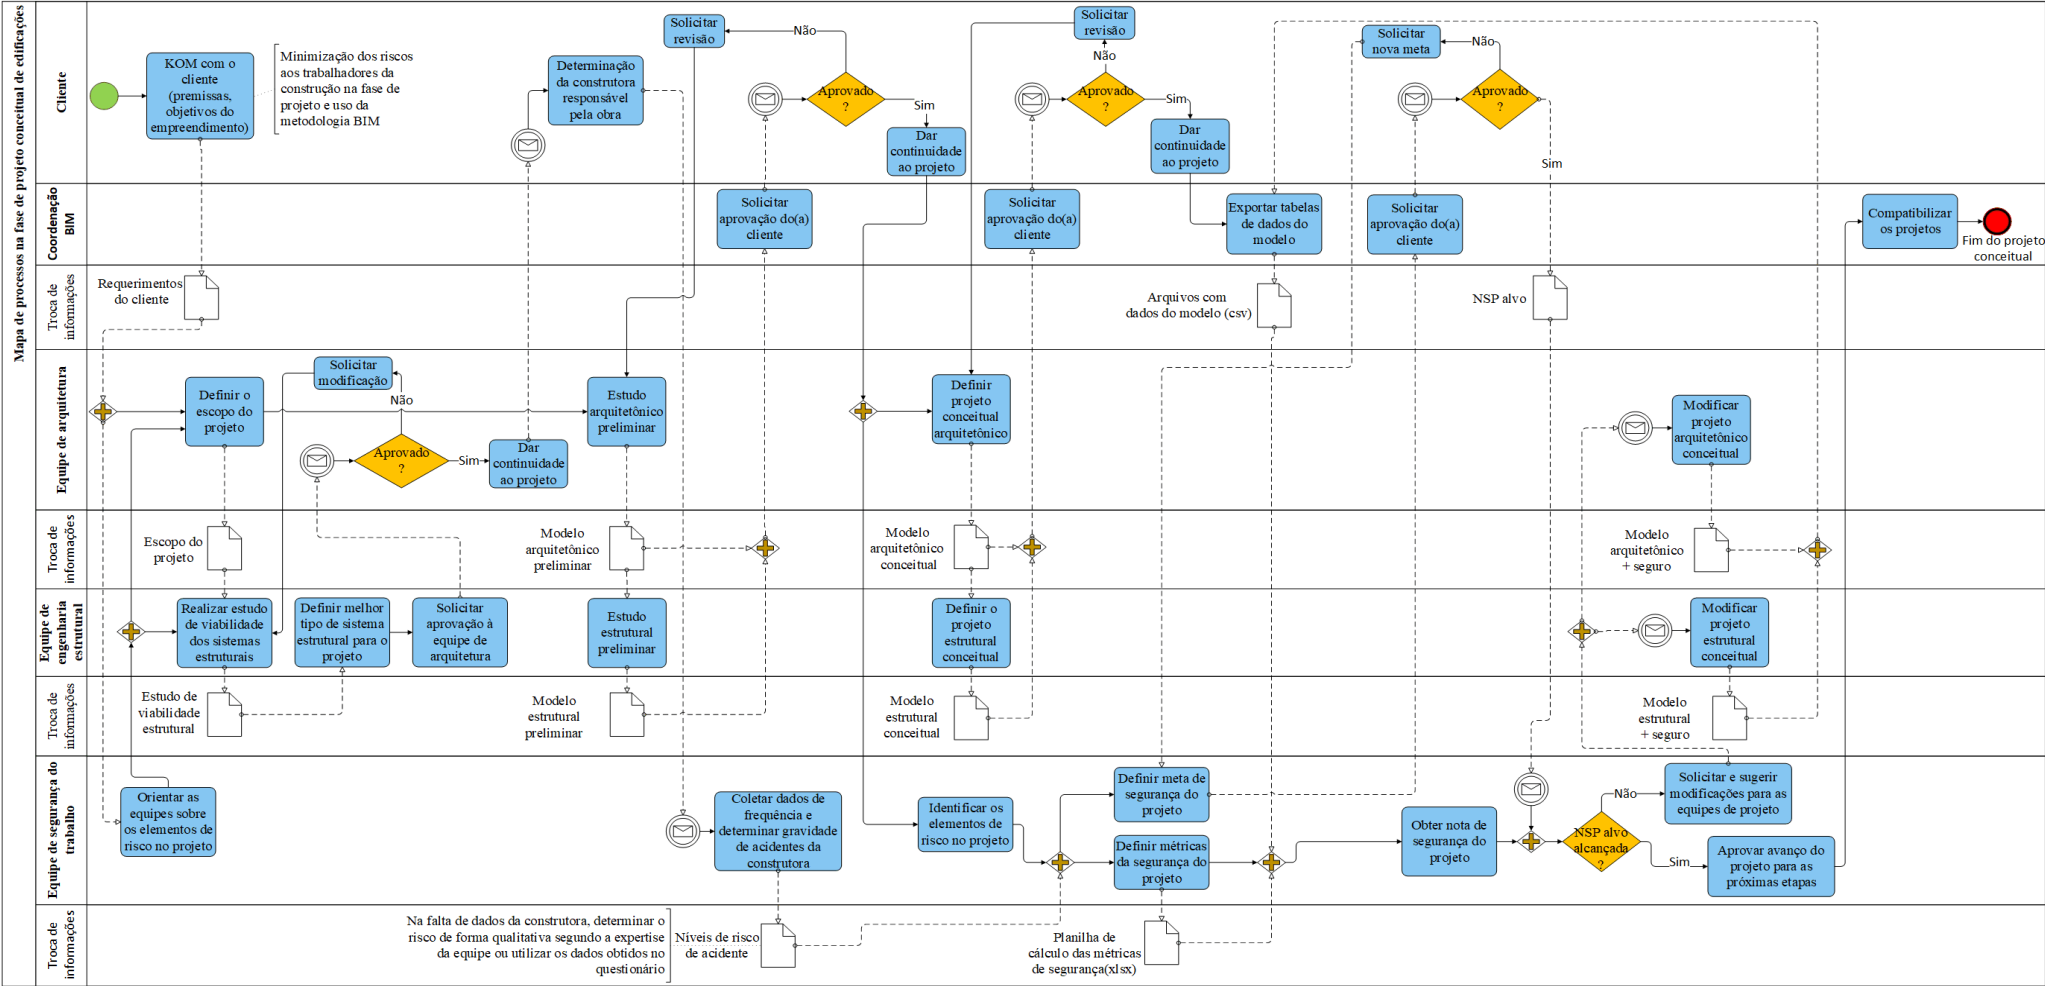 Mapa de processos na fase de projeto conceitual de edificações
Cliente
KOM com o
cliente
(premissas,
objetivos do
empreendimento)
Minimização dos riscos
aos trabalhadores da
construção na fase de
projeto e uso da
metodologia BIM
Determinação
da construtora
responsável
pela obra
Solicitar
revisão
Não
Aprovado
?
Sim
Dar
continuidade
ao projeto
Solicitar
revisão
Não
Aprovado
?
Sim
Dar
continuidade
ao projeto
Solicitar
nova meta
Não
Aprovado
?
Sim
Coordenação
BIM
Solicitar
aprovação do(a)
cliente
Solicitar
aprovação do(a)
cliente
Exportar tabelas
de dados do
modelo
Solicitar
aprovação do(a)
cliente
Compatibilizar
os projetos
Fim do projeto
conceitual
Troca de
informações
Requerimentos
do cliente
Arquivos com
dados do modelo (csv)
NSP alvo
Equipe de arquitetura
Definir o
escopo do
projeto
Solicitar
modificação
Não
Aprovado
?
Sim
Dar
continuidade
ao projeto
Estudo
arquitetônico
preliminar
Definir
projeto
conceitual
arquitetônico
Modificar
projeto
arquitetônico
conceitual
Troca de
informações
Escopo do
projeto
Modelo
arquitetônico
preliminar
Modelo
arquitetônico
conceitual
Modelo
arquitetônico
+ seguro
Equipe de
engenharia
estrutural
Realizar estudo
de viabilidade
dos sistemas
estruturais
Definir melhor
tipo de sistema
estrutural para o
projeto
Solicitar
aprovação à
equipe de
arquitetura
Estudo
estrutural
preliminar
Definir o
projeto
estrutural
conceitual
Modificar
projeto
estrutural
conceitual
Troca de
informações
Estudo de
viabilidade
estrutural
Modelo
estrutural
preliminar
Modelo
estrutural
conceitual
Modelo
estrutural
+ seguro
Equipe de segurança do
trabalho
Orientar as
equipes sobre
os elementos de
risco no projeto
Coletar dados de
frequência e
determinar gravidade
de acidentes da
construtora
Identificar os
elementos de
risco no projeto
Definir meta de
segurança do
projeto
Definir métricas
da segurança do
projeto
Obter nota de
segurança do
projeto
NSP alvo
alcançada
?
Não
Solicitar e sugerir
modificações para as
equipes de projeto
Sim
Aprovar avanço do
projeto para as
próximas etapas
Troca de
informações
Na falta de dados da construtora, determinar o
risco de forma qualitativa segundo a expertise
da equipe ou utilizar os dados obtidos no
questionário
Níveis de risco
de acidente
Planilha de
cálculo das métricas
de segurança(xlsx)